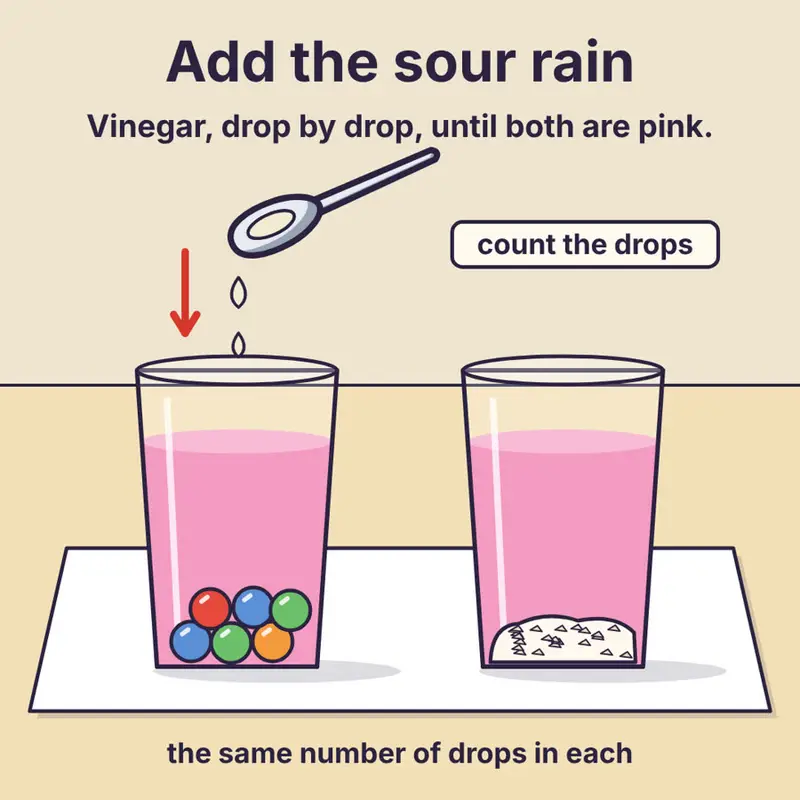 Add the sour rain
Vinegar, drop by drop, until both are pink.
count the drops
the same number of drops in each